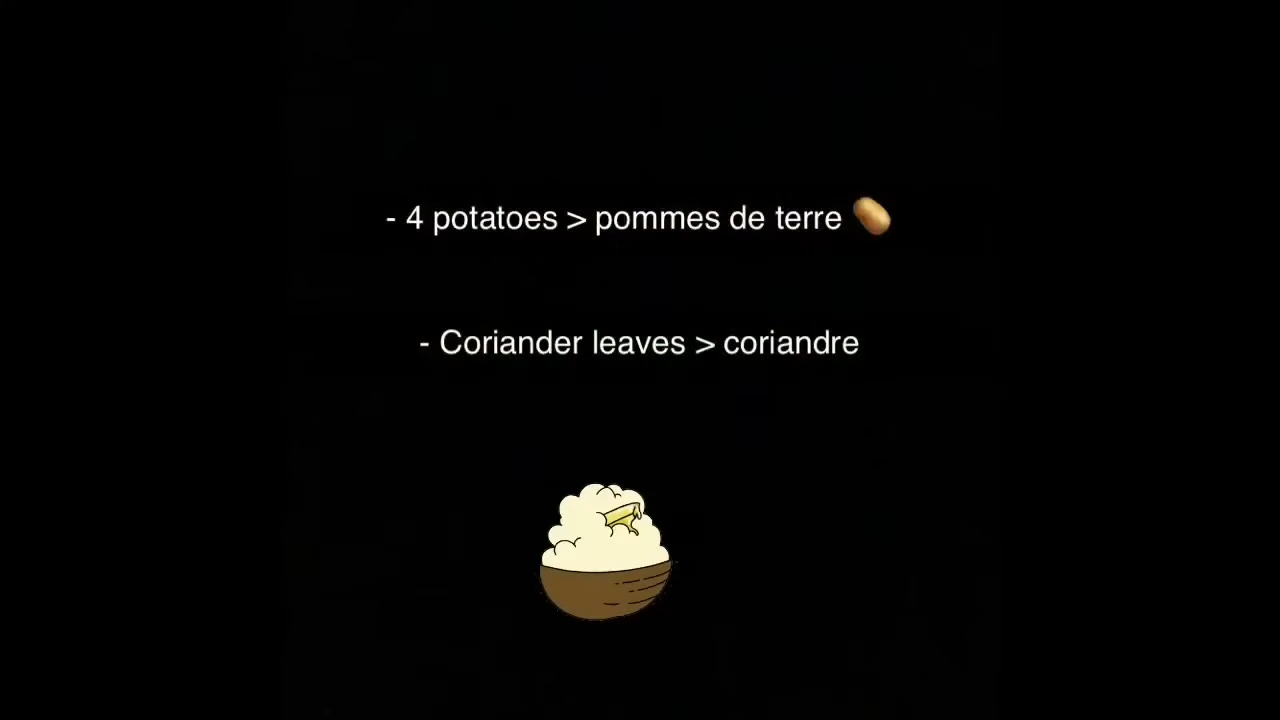 - 4 potatoes > pommes de terre 🥔
- Coriander leaves > coriandre